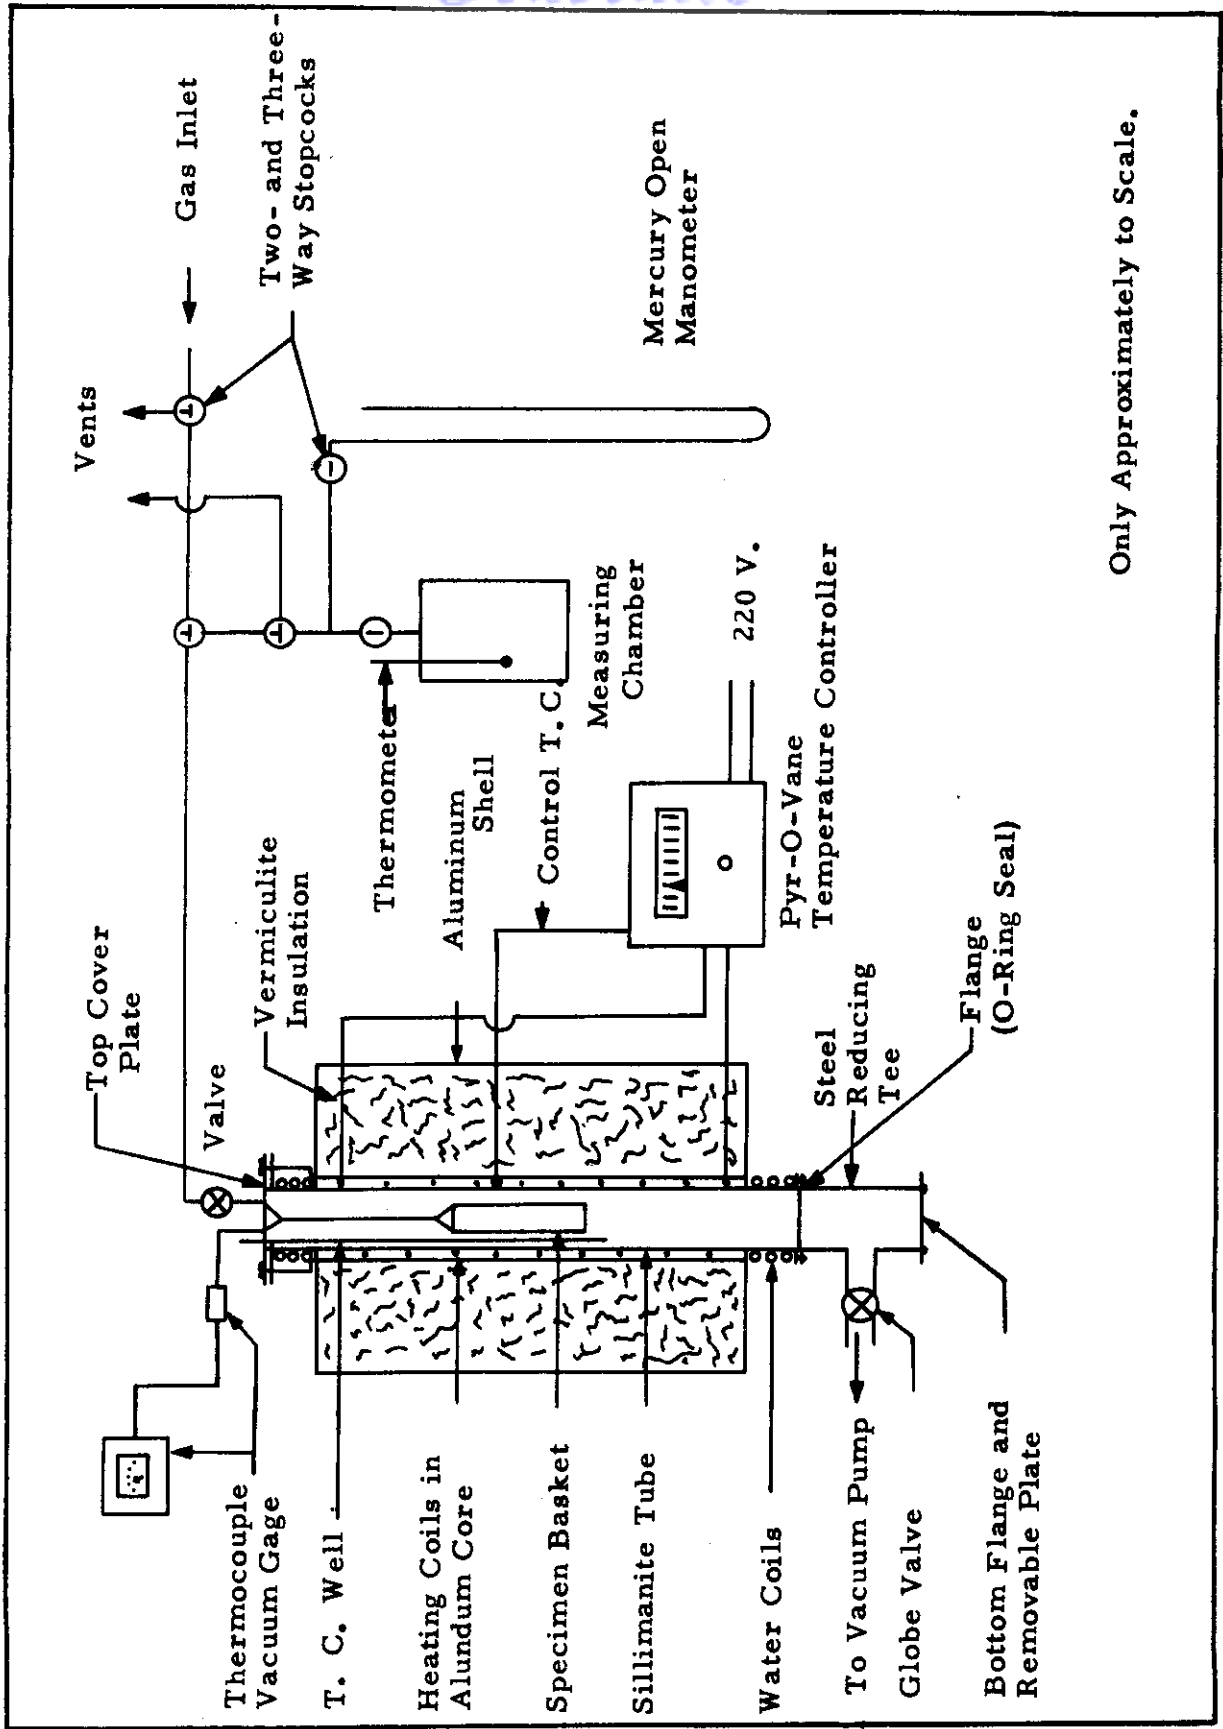 Thermocouple
Vacuum Gage
T. C. Well
Heating Coils in
Alundum Core
Specimen Basket
Sillimanite Tube
Water Coils
To Vacuum Pump
Globe Valve
Bottom Flange and
Removable Plate
Top Cover
Plate
Valve
Vermiculite
Insulation
Thermometer
Aluminum
Shell
Control T. C.
Measuring
Chamber
220 V.
Pyr-O-Vane
Temperature Controller
Steel
Reducing
Tee
Flange
(O-Ring Seal)
Vents
Gas Inlet
Two- and Three-
Way Stopcocks
Mercury Open
Manometer
Only Approximately to Scale.